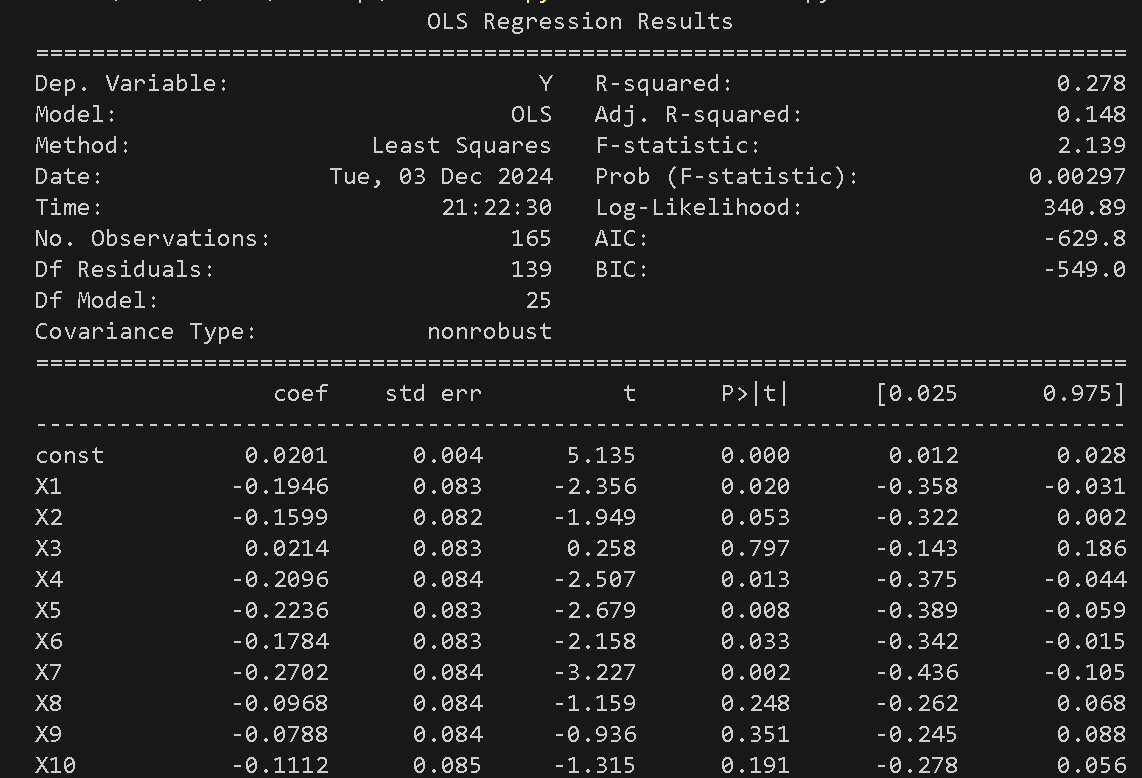 OLS Regression Results
==============================================================================
Dep. Variable: Y R-squared: 0.278
Model: OLS Adj. R-squared: 0.148
Method: Least Squares F-statistic: 2.139
Date: Tue, 03 Dec 2024 Prob (F-statistic): 0.00297
Time: 21:22:30 Log-Likelihood: 340.89
No. Observations: 165 AIC: -629.8
Df Residuals: 139 BIC: -549.0
Df Model: 25
Covariance Type: nonrobust
==============================================================================
coef std err t P>|t| [0.025 0.975]
------------------------------------------------------------------------------
const 0.0201 0.004 5.135 0.000 0.012 0.028
X1 -0.1946 0.083 -2.356 0.020 -0.358 -0.031
X2 -0.1599 0.082 -1.949 0.053 -0.322 0.002
X3 0.0214 0.083 0.258 0.797 -0.143 0.186
X4 -0.2096 0.084 -2.507 0.013 -0.375 -0.044
X5 -0.2236 0.083 -2.679 0.008 -0.389 -0.059
X6 -0.1784 0.083 -2.158 0.033 -0.342 -0.015
X7 -0.2702 0.084 -3.227 0.002 -0.436 -0.105
X8 -0.0968 0.084 -1.159 0.248 -0.262 0.068
X9 -0.0788 0.084 -0.936 0.351 -0.245 0.088
X10 -0.1112 0.085 -1.315 0.191 -0.278 0.056